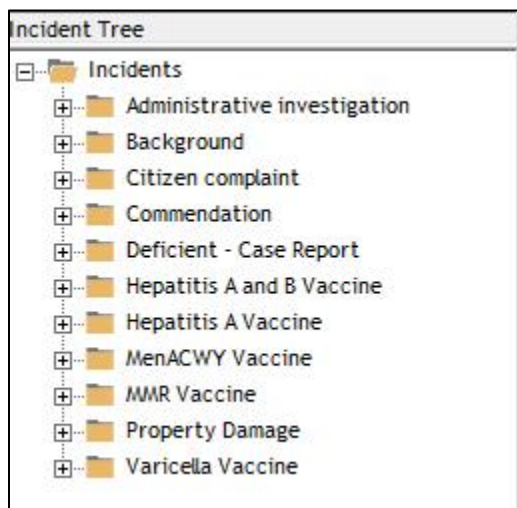 Incident Tree
Incidents
Administrative investigation
Background
Citizen complaint
Commendation
Deficient - Case Report
Hepatitis A and B Vaccine
Hepatitis A Vaccine
MenACWY Vaccine
MMR Vaccine
Property Damage
Varicella Vaccine